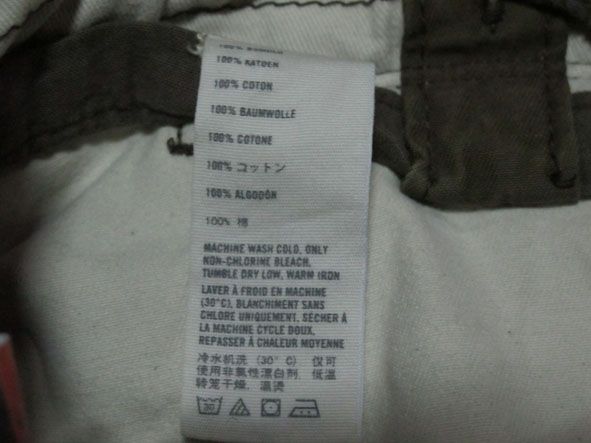 100% KATOEN
100% COTON
100% BAUMWOLLE
100% COTONE
100% コットン
100% ALGODÓN
100% 棉
MACHINE WASH COLD, ONLY
NON-CHLORINE BLEACH,
TUMBLE DRY LOW, WARM IRON
LAVER À FROID EN MACHINE
(30°C), BLANCHIMENT SANS
CHLORE UNIQUEMENT, SÉCHER À
LA MACHINE CYCLE DOUX,
REPASSER À CHALEUR MOYENNE
冷水机洗 (30°C) 仅可
使用非氯性漂白剂, 低温
转笼干燥, 温烫
30